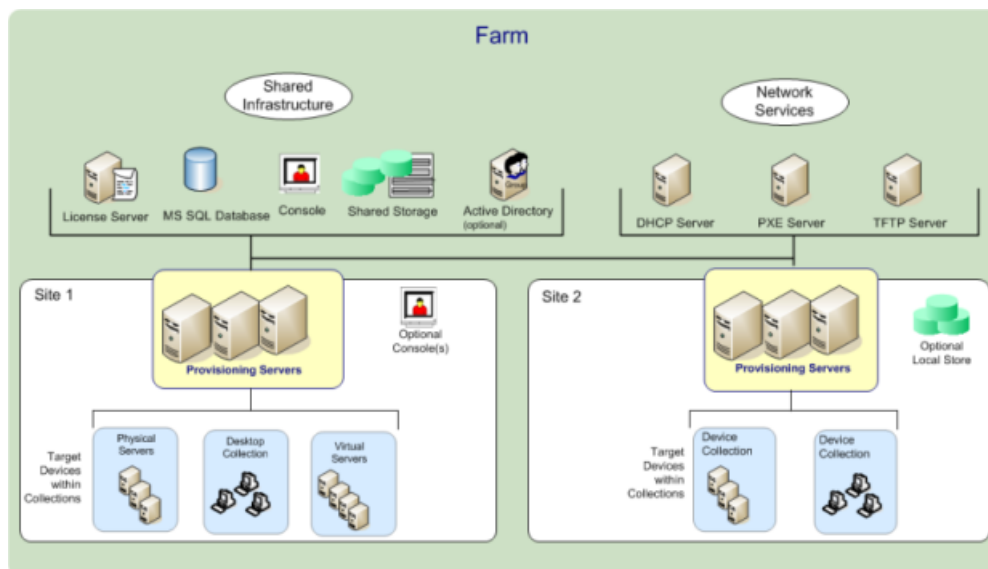 Farm
Shared
Infrastructure
Network
Services
License Server
MS SQL Database
Console
Shared Storage
Group
Active Directory
(optional)
DHCP Server
PXE Server
TFTP Server
Site 1
Provisioning Servers
Optional
Console(s)
Target
Devices
within
Collections
Physical
Servers
Desktop
Collection
Virtual
Servers
Site 2
Provisioning Servers
Optional
Local Store
Target
Devices
within
Collections
Device
Collection
Device
Collection